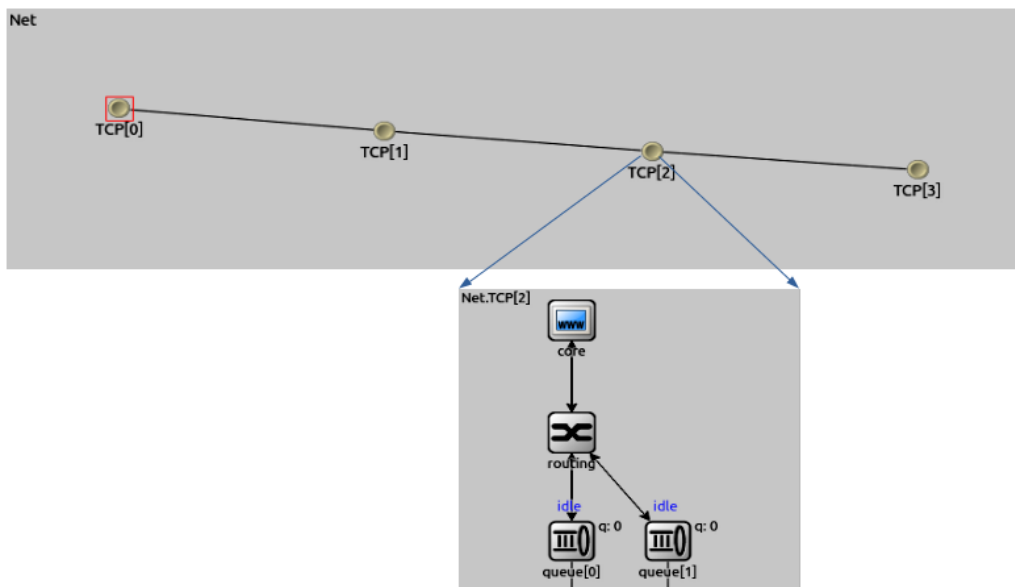 Net
TCP[0]
TCP[1]
TCP[2]
TCP[3]
Net.TCP[2]
www
core
routing
idle
idle
q: 0
q: 0
queue[0]
queue[1]